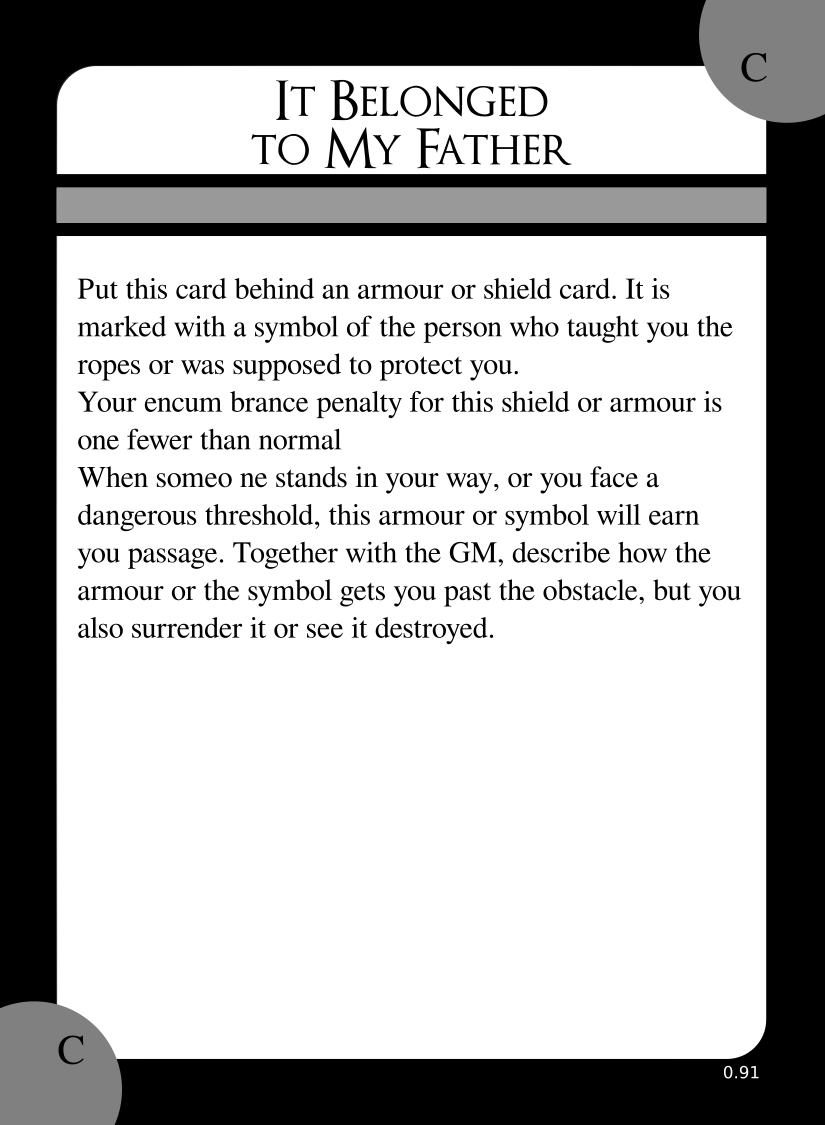 C
It Belonged
to My Father
Put this card behind an armour or shield card. It is
marked with a symbol of the person who taught you the
ropes or was supposed to protect you.
Your encum brance penalty for this shield or armour is
one fewer than normal
When someo ne stands in your way, or you face a
dangerous threshold, this armour or symbol will earn
you passage. Together with the GM, describe how the
armour or the symbol gets you past the obstacle, but you
also surrender it or see it destroyed.
C
0.91